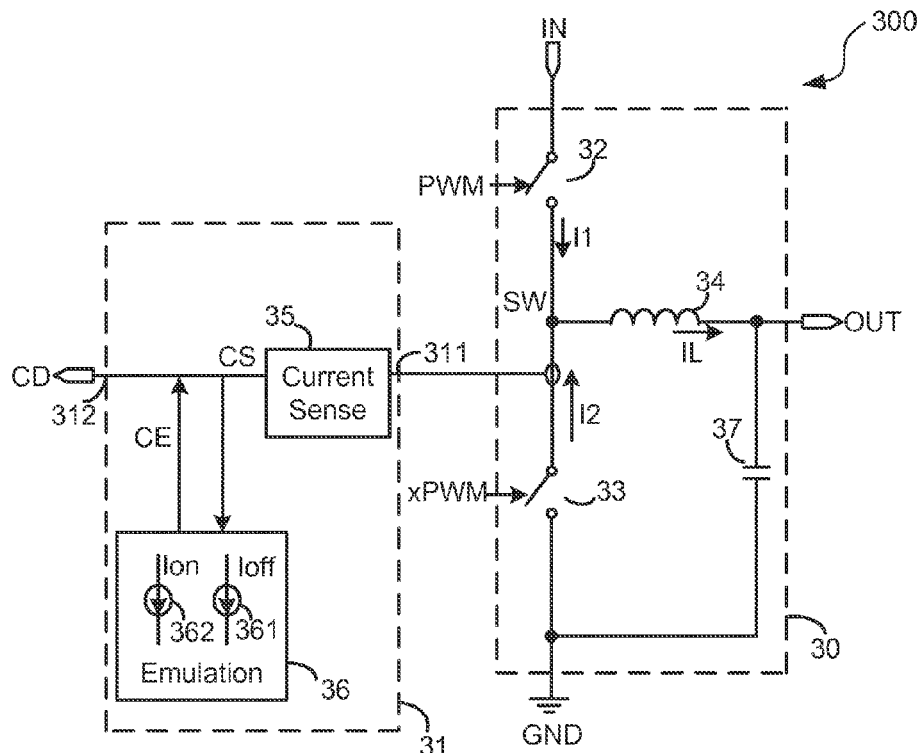 IN
300
32
PWM
I1
SW
34
OUT
IL
35
CS
311
Current
Sense
CD
312
CE
I2
37
xPWM
33
Ion
Ioff
362
361
Emulation
36
31
30
GND